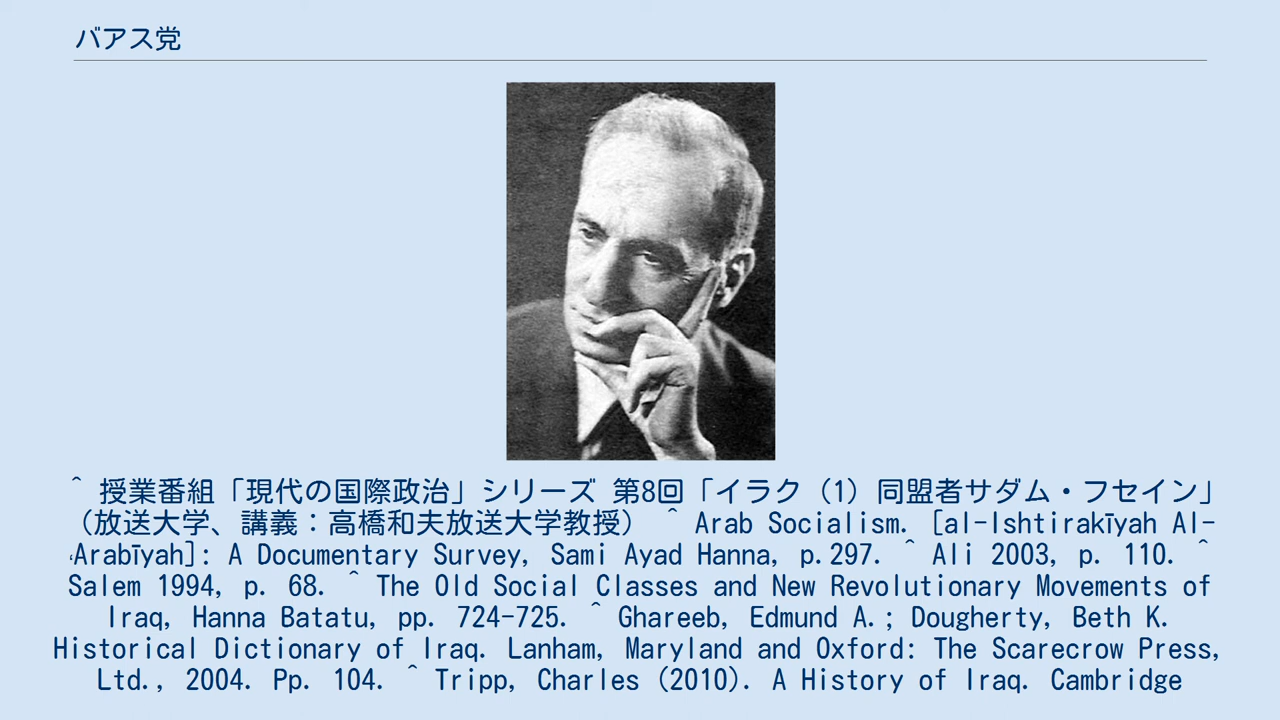 バアス党
^ 授業番組「現代の国際政治」シリーズ 第8回「イラク（1）同盟者サダム・フセイン」
（放送大学、講義：高橋和夫放送大学教授） ^ Arab Socialism. [al-Ishtirakīyah Al-
‘Arabīyah]: A Documentary Survey, Sami Ayad Hanna, p.297. ^ Ali 2003, p. 110. ^
Salem 1994, p. 68. ^ The Old Social Classes and New Revolutionary Movements of
Iraq, Hanna Batatu, pp. 724-725. ^ Ghareeb, Edmund A.; Dougherty, Beth K.
Historical Dictionary of Iraq. Lanham, Maryland and Oxford: The Scarecrow Press,
Ltd., 2004. Pp. 104. ^ Tripp, Charles (2010). A History of Iraq. Cambridge